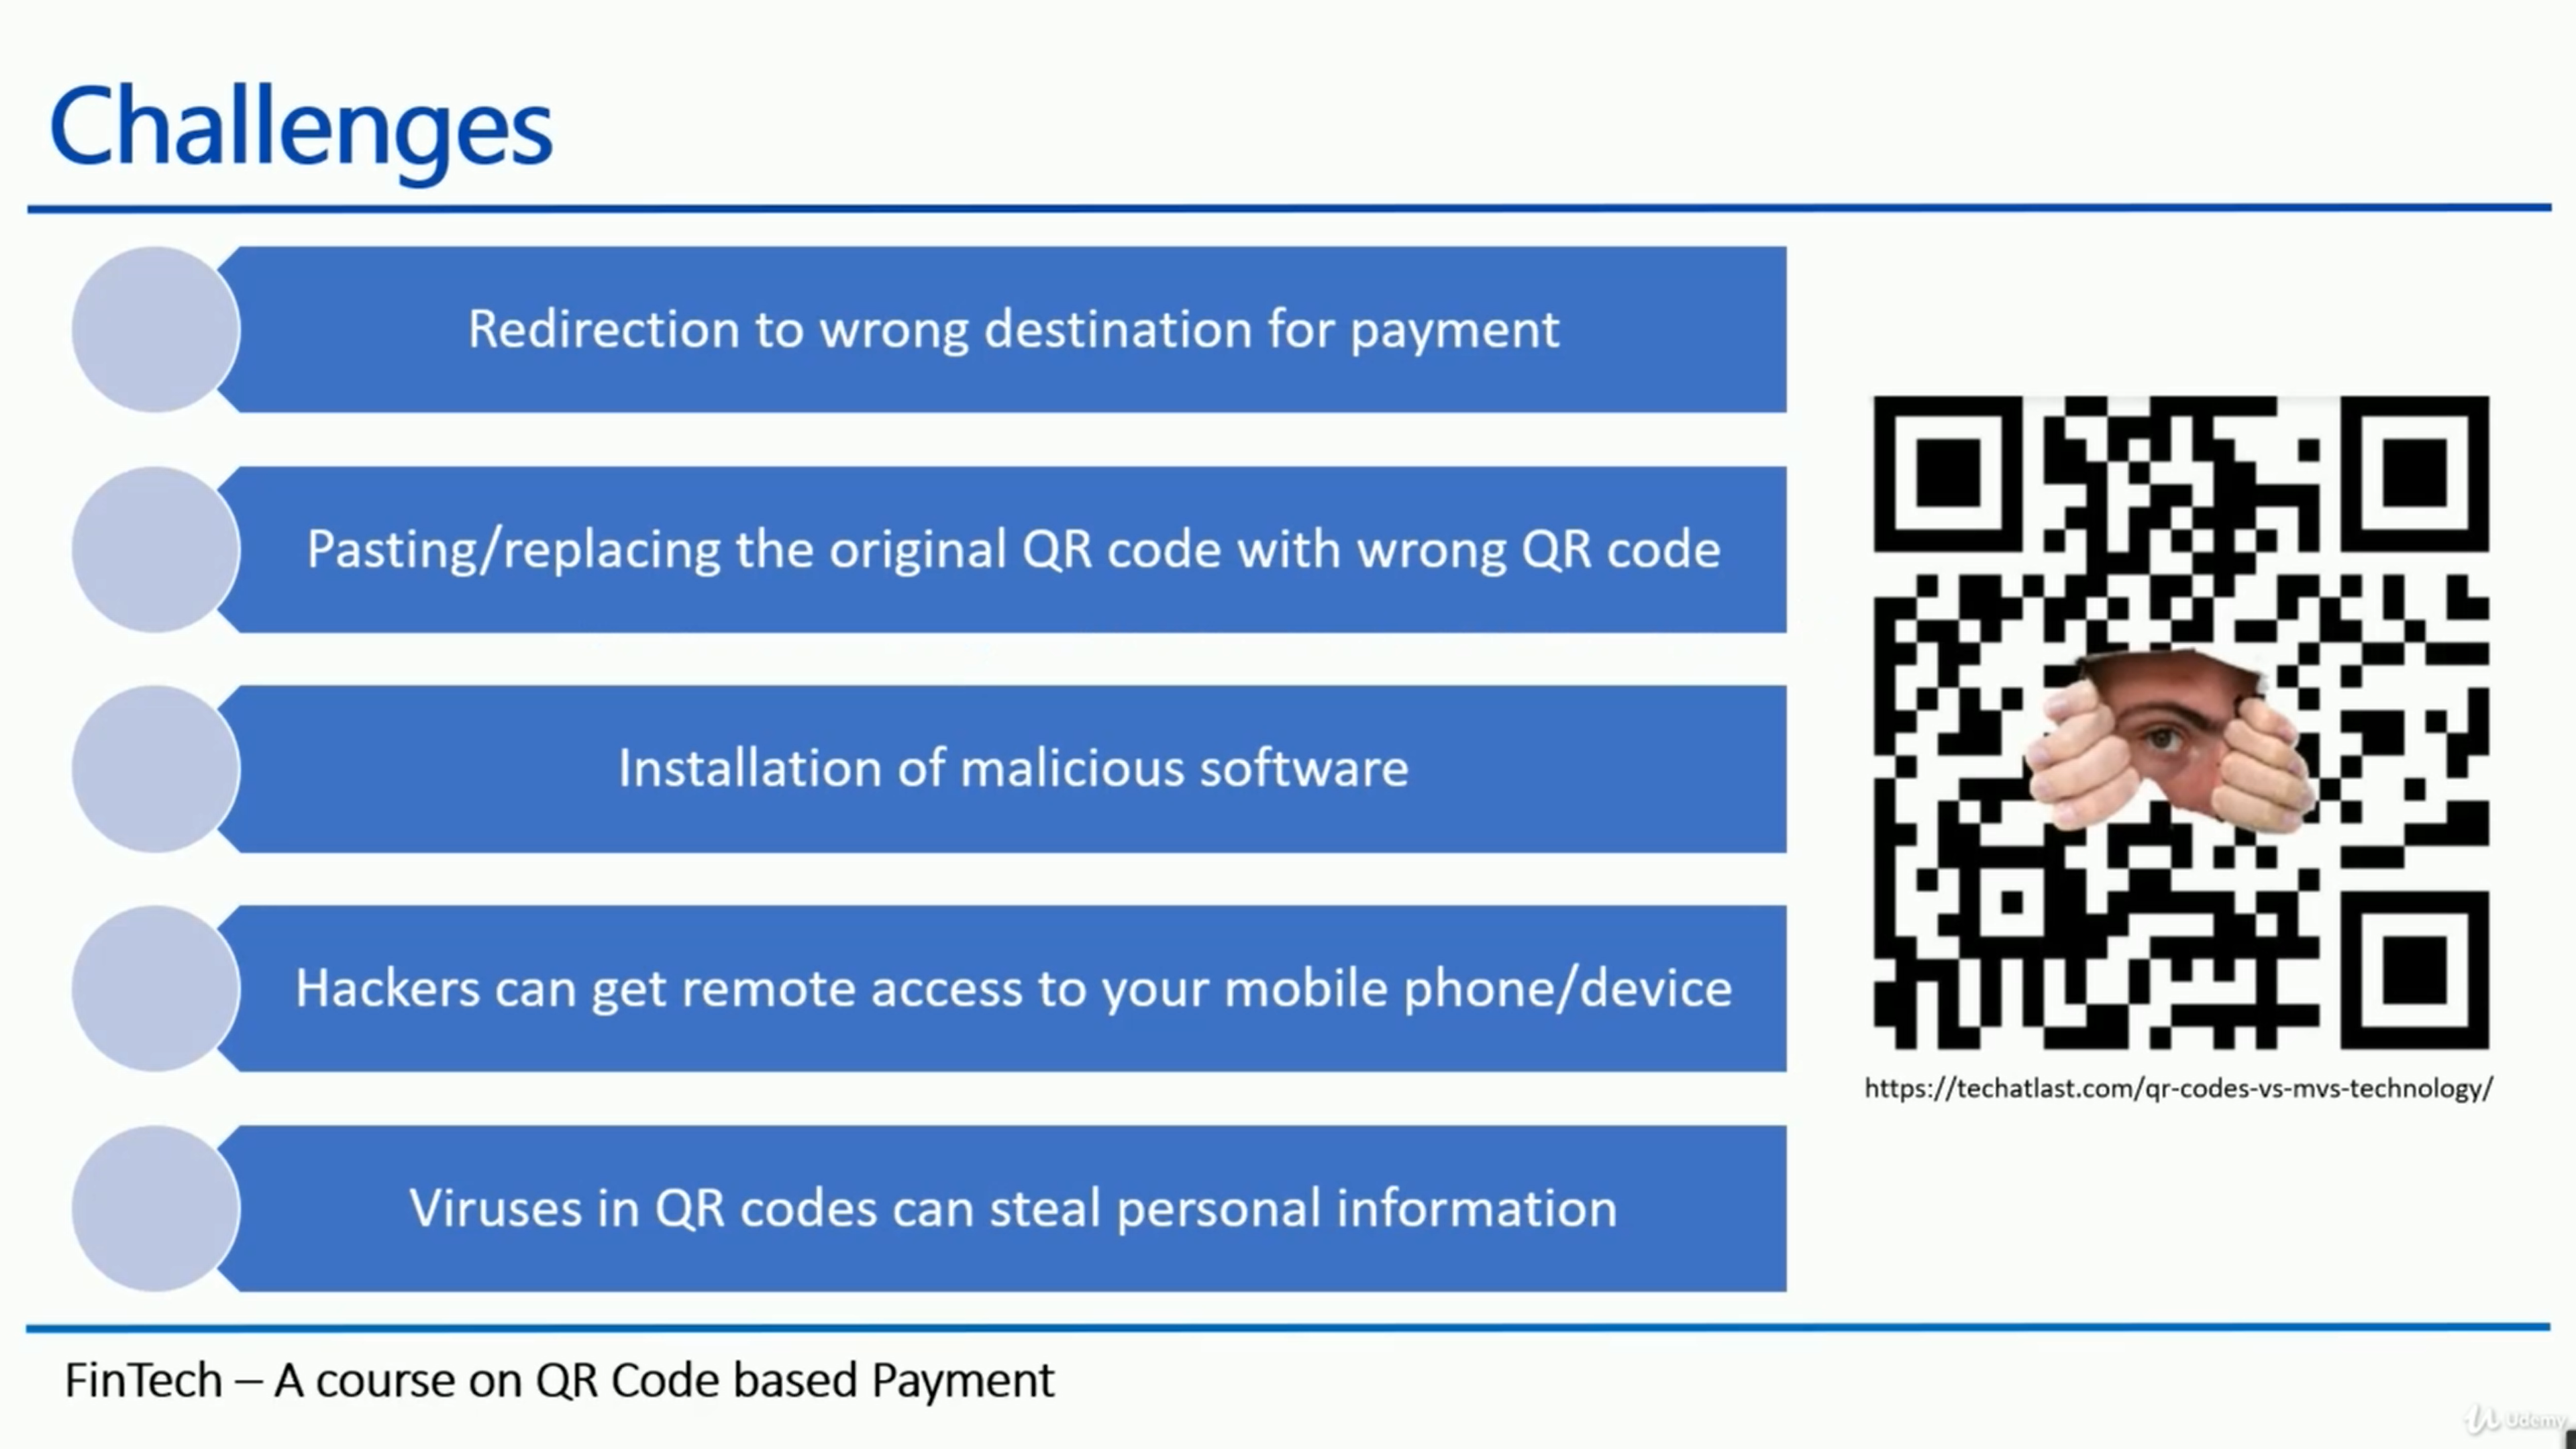 Challenges
Redirection to wrong destination for payment
Pasting/replacing the original QR code with wrong QR code
Installation of malicious software
Hackers can get remote access to your mobile phone/device
Viruses in QR codes can steal personal information
https://techatlast.com/qr-codes-vs-mvs-technology/
FinTech – A course on QR Code based Payment
Udemy